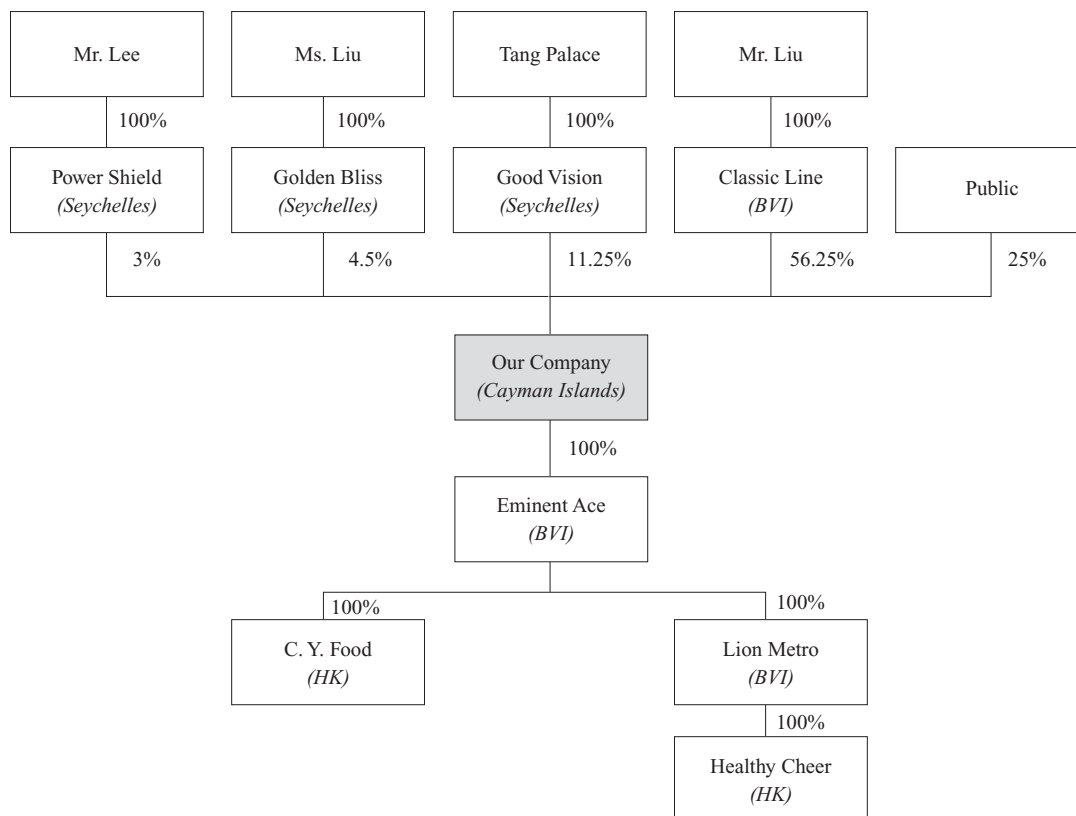 Mr. Lee
Ms. Liu
Tang Palace
Mr. Liu
100%
100%
100%
100%
Power Shield
(Seychelles)
Golden Bliss
(Seychelles)
Good Vision
(Seychelles)
Classic Line
(BVI)
Public
3%
4.5%
11.25%
56.25%
25%
Our Company
(Cayman Islands)
100%
Eminent Ace
(BVI)
100%
100%
C. Y. Food
(HK)
Lion Metro
(BVI)
100%
Healthy Cheer
(HK)